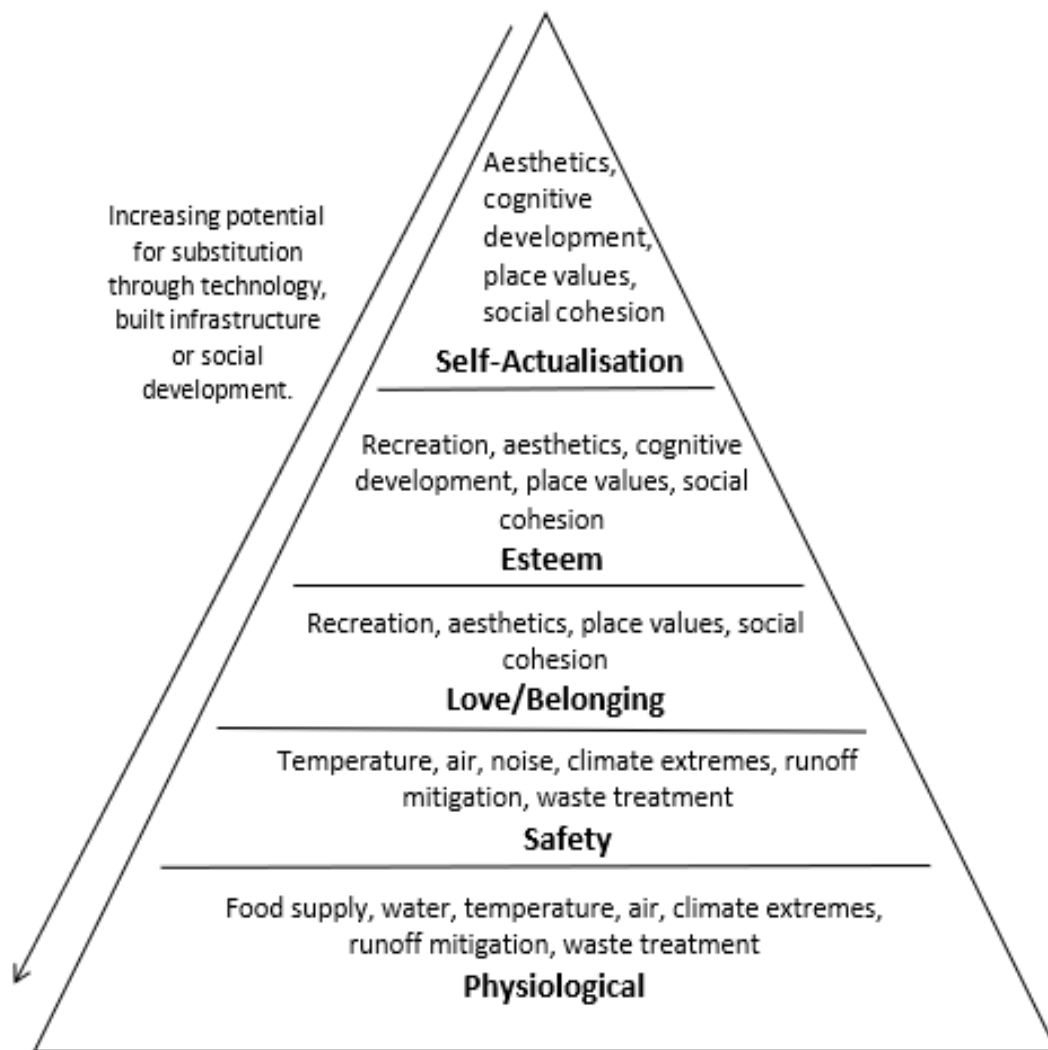 Increasing potential
for substitution
through technology,
built infrastructure
or social
development.
Aesthetics,
cognitive
development,
place values,
social cohesion
Self-Actualisation
Recreation, aesthetics, cognitive
development, place values, social
cohesion
Esteem
Recreation, aesthetics, place values, social
cohesion
Love/Belonging
Temperature, air, noise, climate extremes, runoff
mitigation, waste treatment
Safety
Food supply, water, temperature, air, climate extremes,
runoff mitigation, waste treatment
Physiological